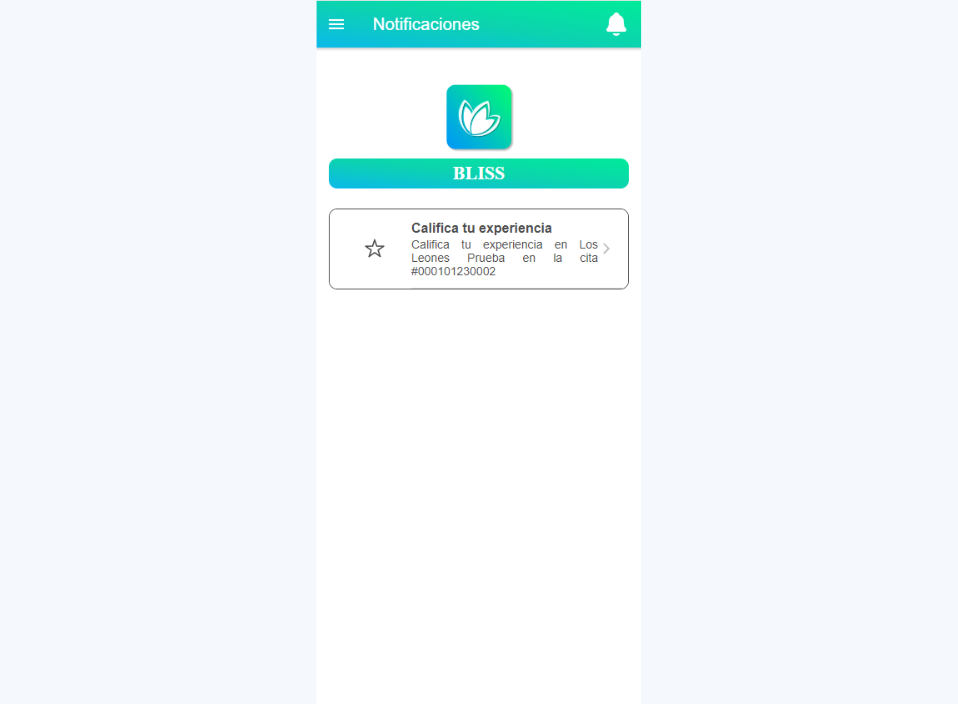 Notificaciones
BLISS
Califica tu experiencia
Califica tu experiencia en Los
Leones Prueba en la cita
#000101230002